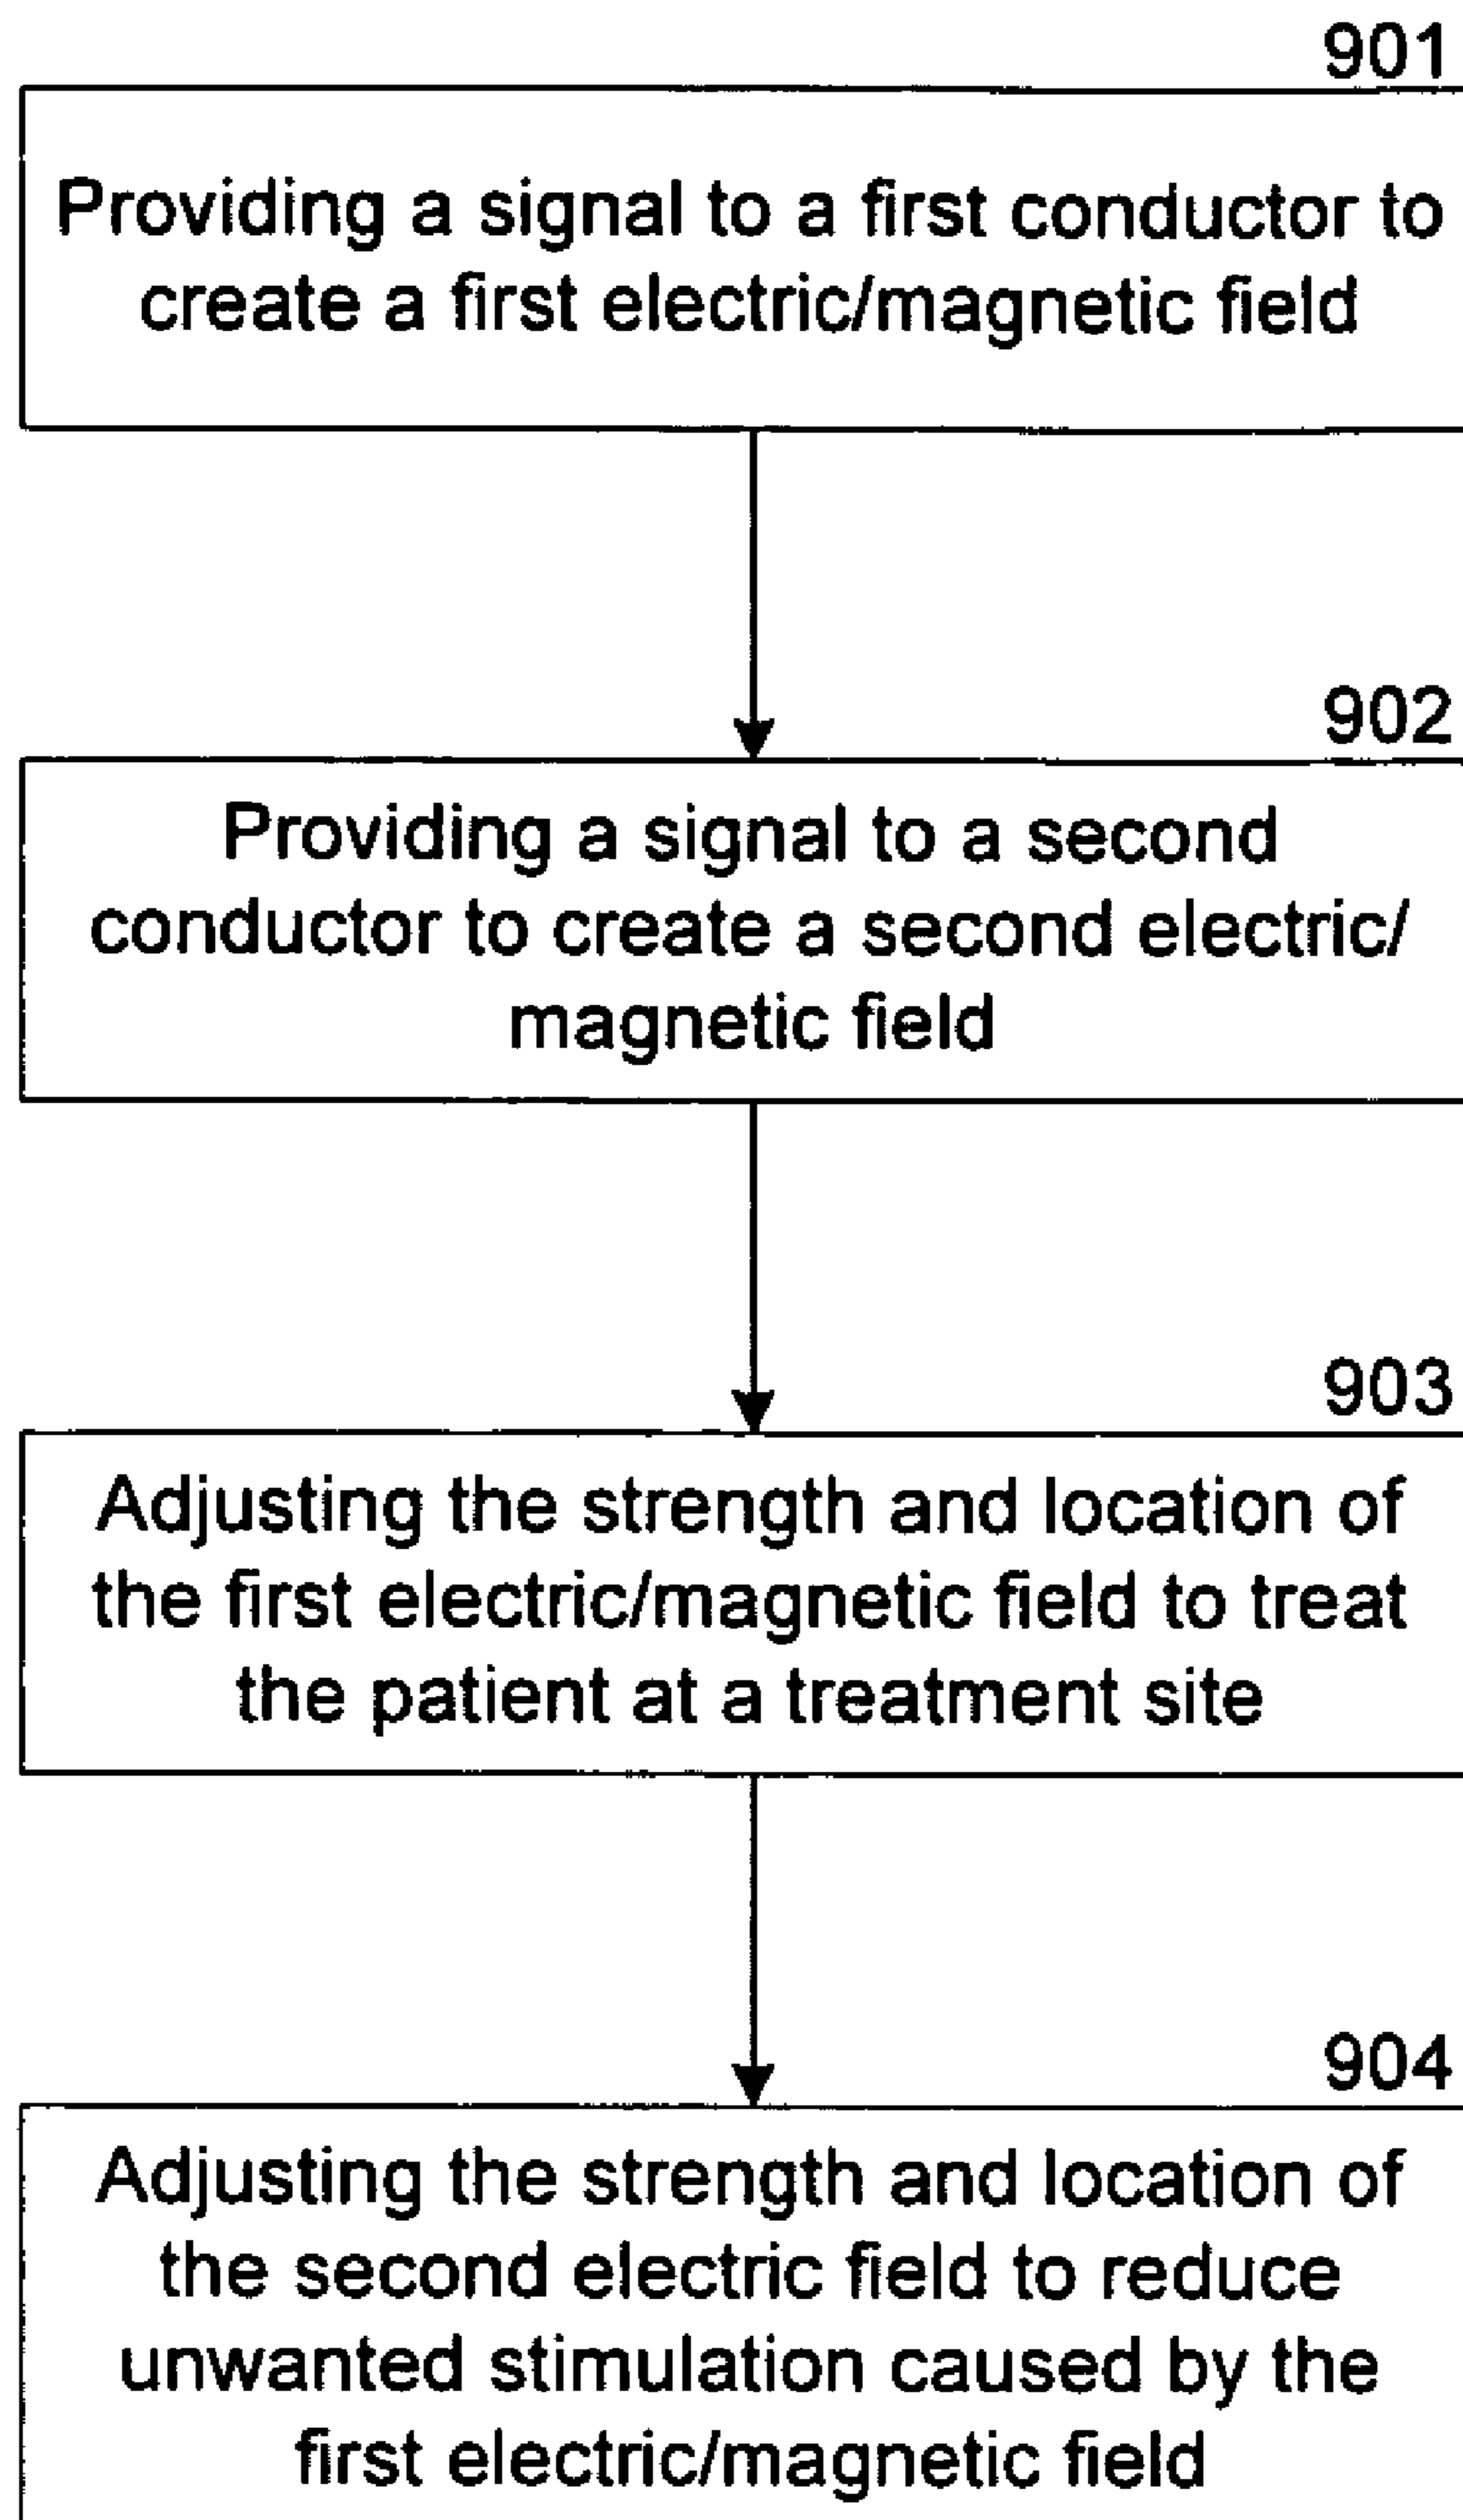 901
Providing a signal to a first conductor to
create a first electric/magnetic field
902
Providing a signal to a second
conductor to create a second electric/
magnetic field
903
Adjusting the strength and location of
the first electric/magnetic field to treat
the patient at a treatment site
904
Adjusting the strength and location of
the second electric field to reduce
unwanted stimulation caused by the
first electric/magnetic field